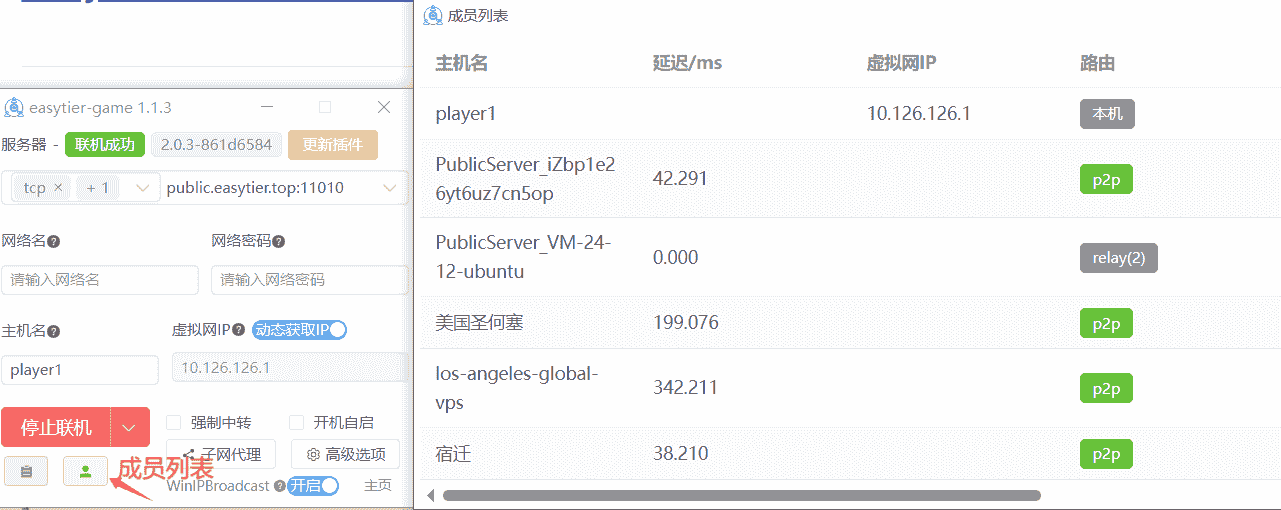 easytier-game 1.1.3
服务器 - 联机成功 2.0.3-861d6584 更新插件
tcp × + 1 public.easytier.top:11010
网络名 网络密码
请输入网络名 请输入网络密码
主机名 虚拟网IP 动态获取IP
player1 10.126.126.1
停止联机 强制中转 开机自启
子网代理 高级选项
成员列表
WinIPBroadcast 开启 主页
成员列表
主机名 延迟/ms 虚拟网IP 路由
player1 10.126.126.1 本机
PublicServer_iZbp1e2
6yt6uz7cn5op 42.291 p2p
PublicServer_VM-24-
12-ubuntu 0.000 relay(2)
美国圣何塞 199.076 p2p
los-angeles-global-
vps 342.211 p2p
宿迁 38.210 p2p